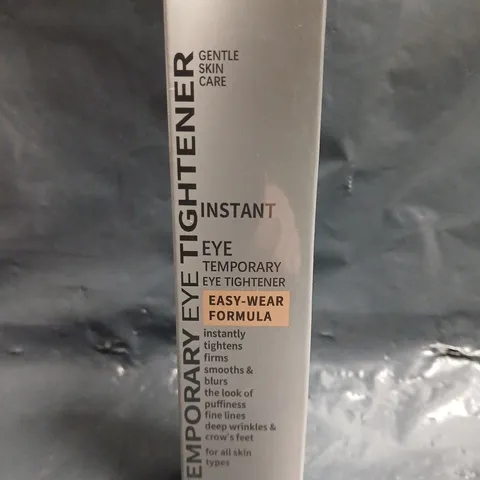 EMPORARY EYE TIGHTENER
GENTLE
SKIN
CARE
INSTANT
EYE
TEMPORARY
EYE TIGHTENER
EASY-WEAR
FORMULA
instantly
tightens
firms
smooths &
blurs
the look of
puffiness
fine lines
deep wrinkles &
crow's feet
for all skin
types